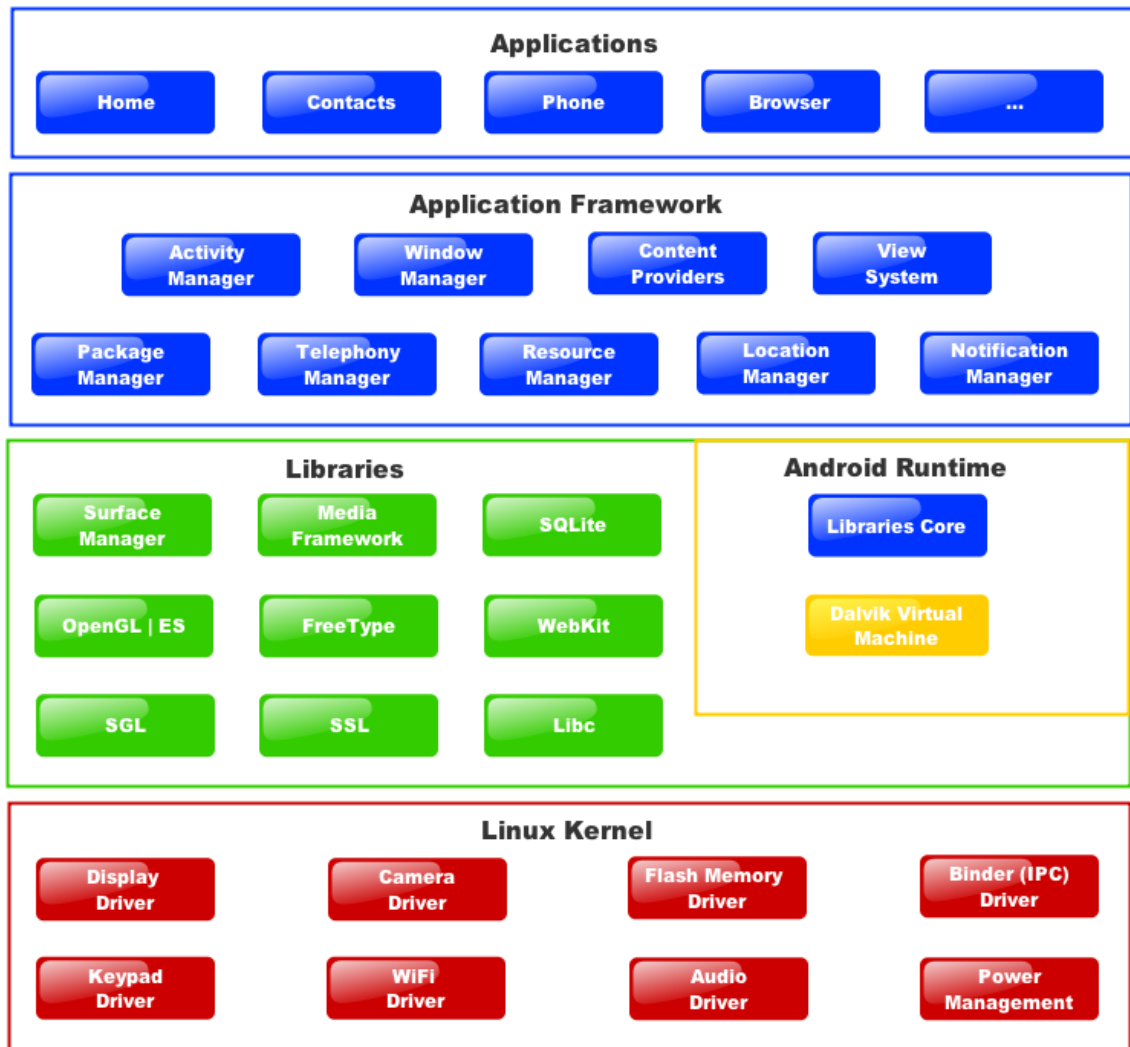 Applications
Home
Contacts
Phone
Browser
...
Application Framework
Activity
Manager
Window
Manager
Content
Providers
View
System
Package
Manager
Telephony
Manager
Resource
Manager
Location
Manager
Notification
Manager
Libraries
Surface
Manager
Media
Framework
SQLite
OpenGL | ES
FreeType
WebKit
SGL
SSL
Libc
Android Runtime
Libraries Core
Dalvik Virtual
Machine
Linux Kernel
Display
Driver
Camera
Driver
Flash Memory
Driver
Binder (IPC)
Driver
Keypad
Driver
WiFi
Driver
Audio
Driver
Power
Management